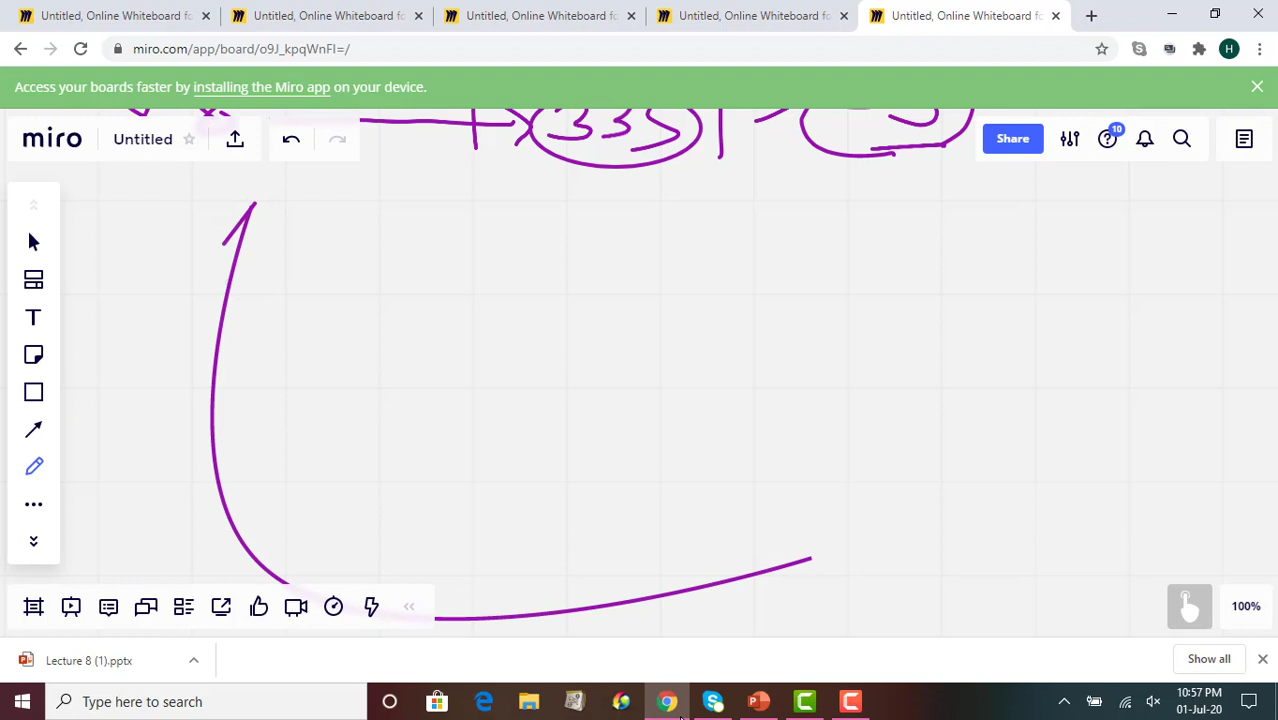 Untitled, Online Whiteboard fo
Untitled, Online Whiteboard fo
Untitled, Online Whiteboard fo
Untitled, Online Whiteboard fo
Untitled, Online Whiteboard fo
miro.com/app/board/o9J_kpqWnFI=/
H
Access your boards faster by installing the Miro app on your device.
335
miro
Untitled
Share
10
T
100%
Lecture 8 (1).pptx
Show all
Type here to search
10:57 PM
01-Jul-20